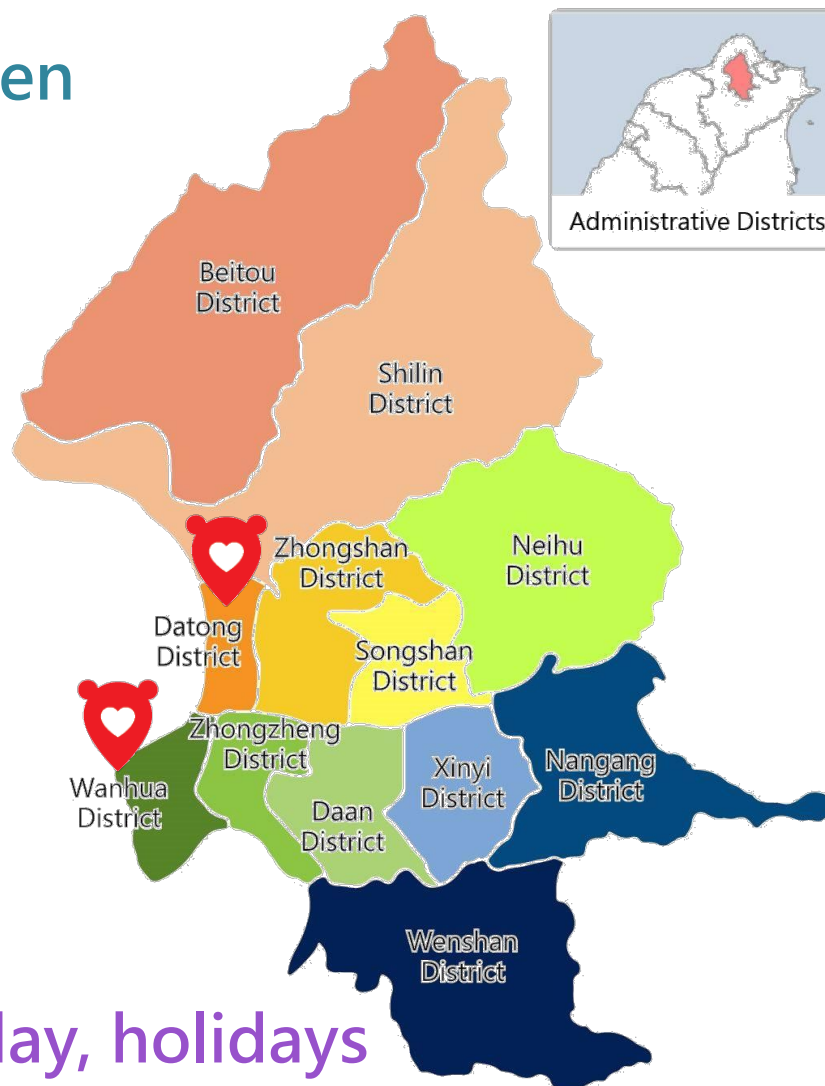 en
Administrative Districts
Beitou
District
Shilin
District
Zhongshan
District
Neihu
District
Datong
District
Songshan
District
Zhongzheng
District
Xinyi
District
Nangang
District
Wanhua
District
Daan
District
Wenshan
District
lay, holidays